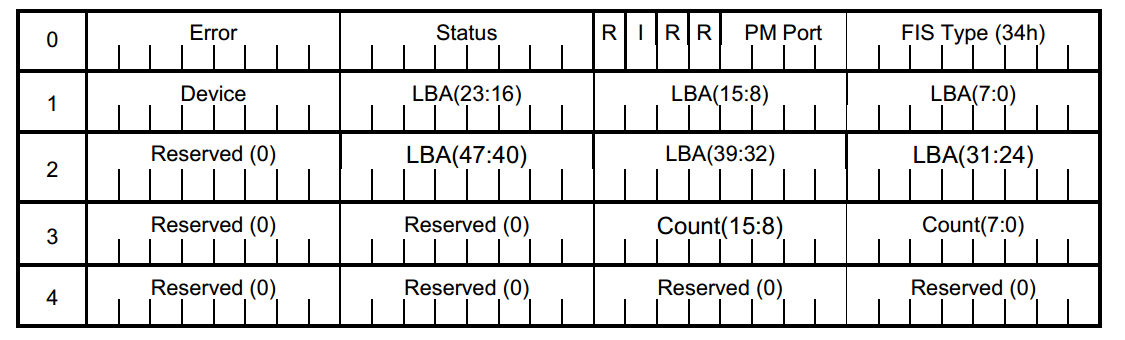 0 Error Status R I R R PM Port FIS Type (34h)
1 Device LBA(23:16) LBA(15:8) LBA(7:0)
2 Reserved (0) LBA(47:40) LBA(39:32) LBA(31:24)
3 Reserved (0) Reserved (0) Count(15:8) Count(7:0)
4 Reserved (0) Reserved (0) Reserved (0) Reserved (0)